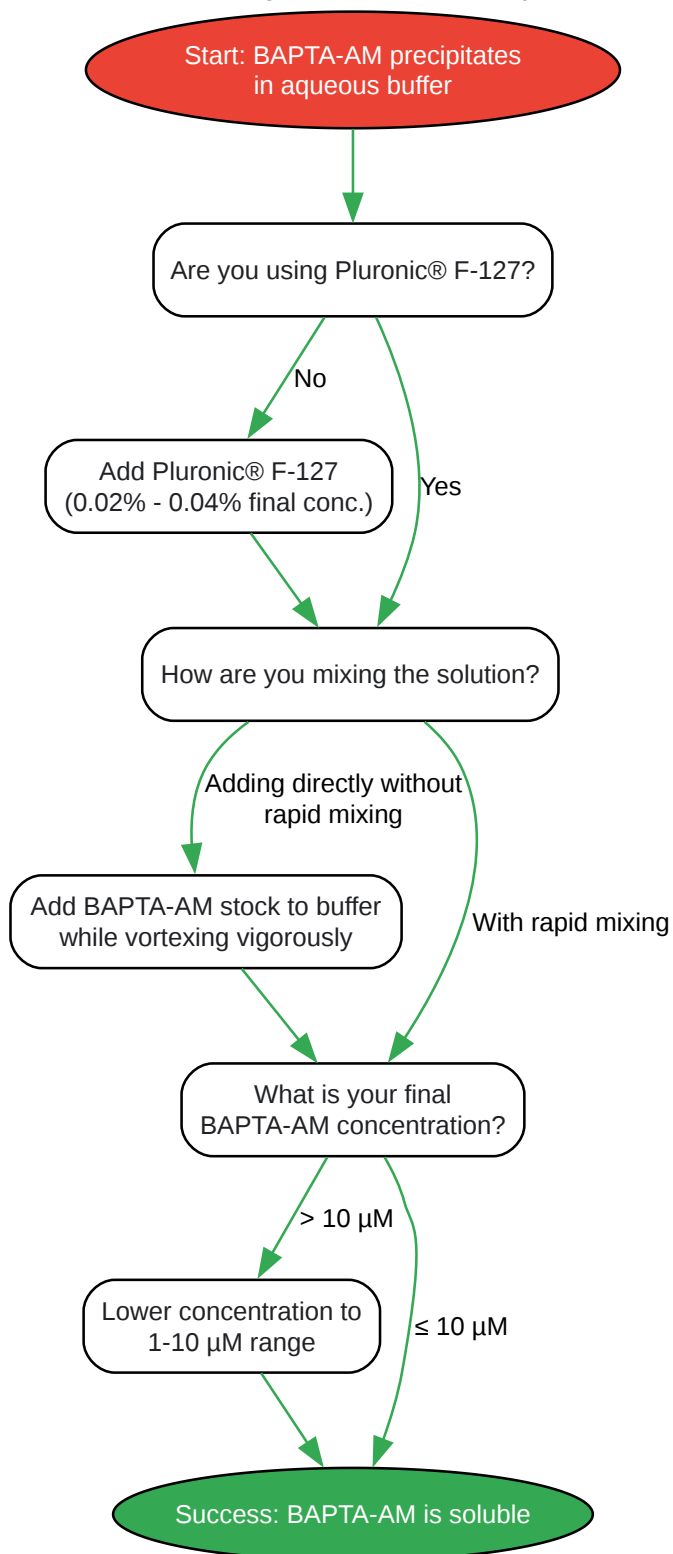 Start: BAPTA-AM precipitates
in aqueous buffer
Are you using Pluronic® F-127?
No
Add Pluronic® F-127
(0.02% - 0.04% final conc.)
Yes
How are you mixing the solution?
Adding directly without
rapid mixing
Add BAPTA-AM stock to buffer
while vortexing vigorously
With rapid mixing
What is your final
BAPTA-AM concentration?
> 10 µM
Lower concentration to
1-10 µM range
≤ 10 µM
Success: BAPTA-AM is soluble